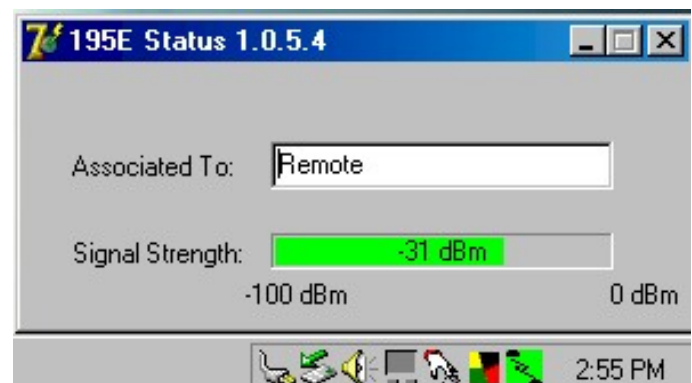 195E Status 1.0.5.4
Associated To: Remote
Signal Strength: -31 dBm
-100 dBm 0 dBm
2:55 PM